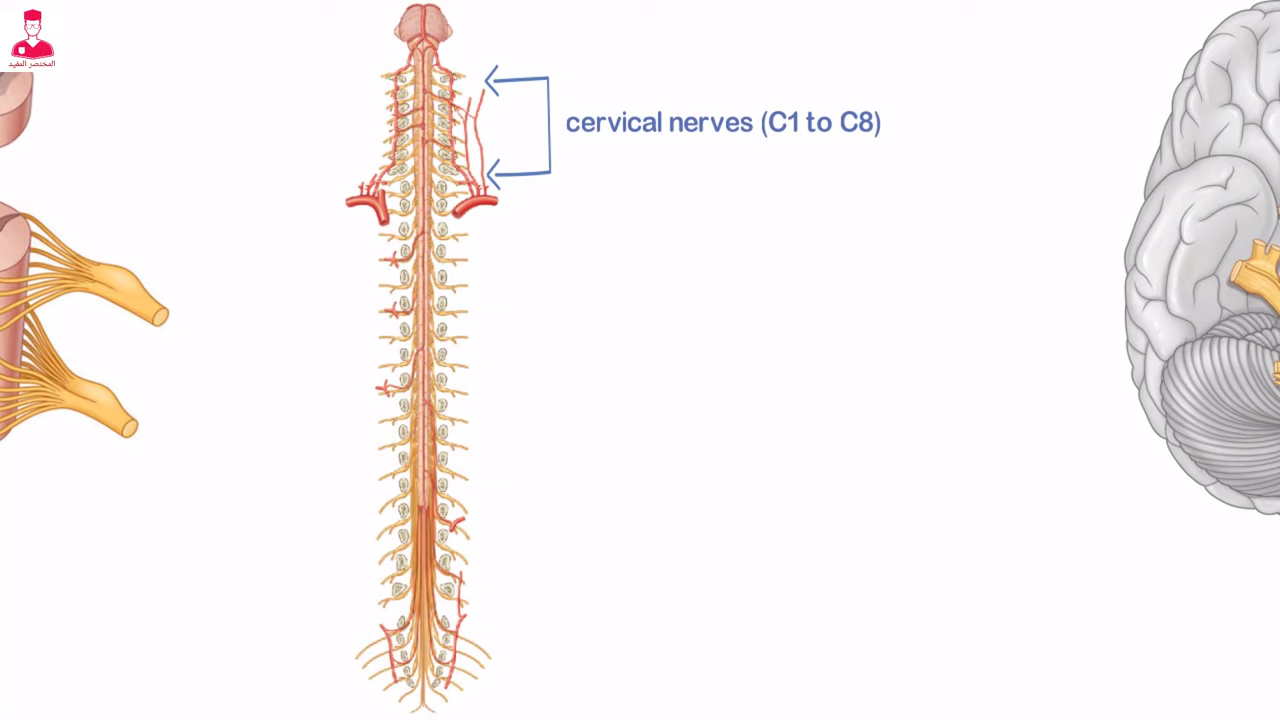 المختصر المفيد
cervical nerves (C1 to C8)